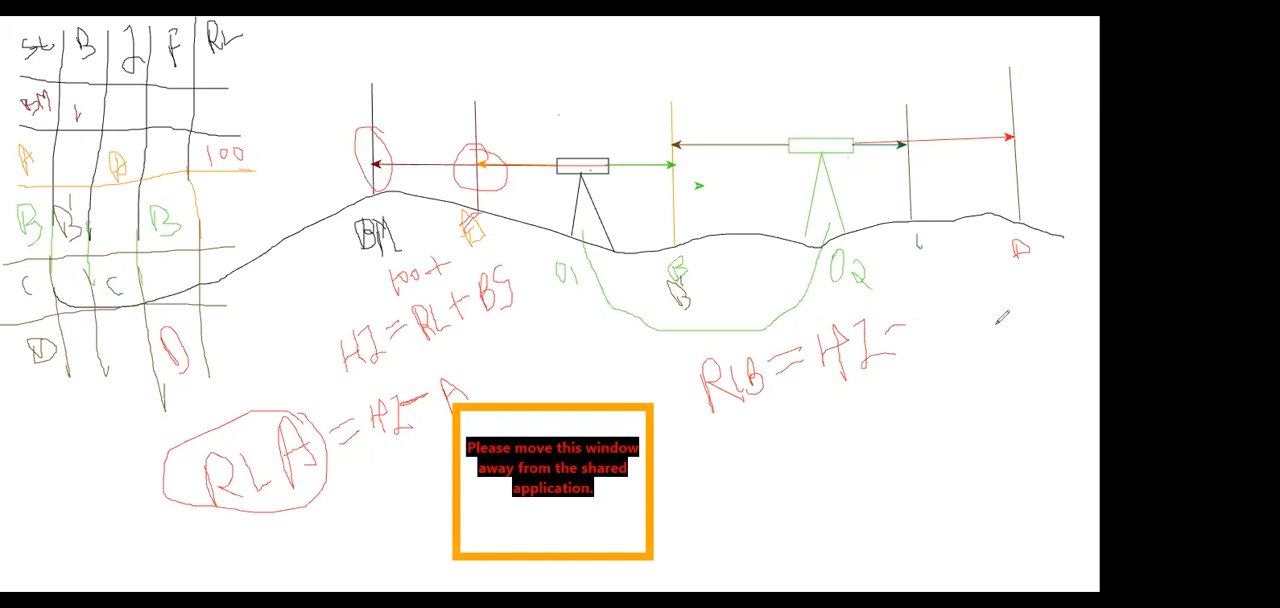 St B I F RL
BM
A A 100
B B B
C C
D D
BM
O1
B
B
O2
D
100+
HI = RL + BS
RLA = HI - A
RLB = HI -
Please move this window
away from the shared
application.